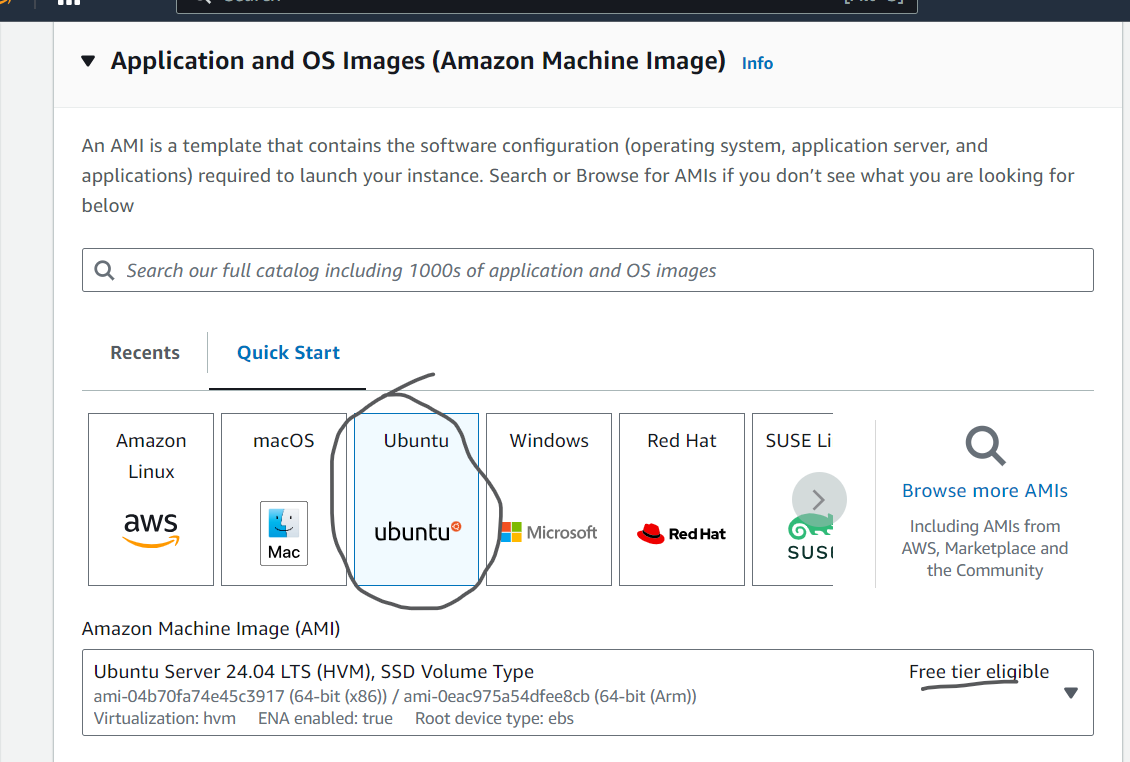 Application and OS Images (Amazon Machine Image) Info
An AMI is a template that contains the software configuration (operating system, application server, and
applications) required to launch your instance. Search or Browse for AMIs if you don’t see what you are looking for
below
Search our full catalog including 1000s of application and OS images
Recents
Quick Start
Amazon
Linux
aws
macOS
Mac
Ubuntu
ubuntu
Windows
Microsoft
Red Hat
Red Hat
SUSE Li
SUS
Browse more AMIs
Including AMIs from
AWS, Marketplace and
the Community
Amazon Machine Image (AMI)
Ubuntu Server 24.04 LTS (HVM), SSD Volume Type
Free tier eligible
ami-04b70fa74e45c3917 (64-bit (x86)) / ami-0eac975a54dfee8cb (64-bit (Arm))
Virtualization: hvm ENA enabled: true Root device type: ebs